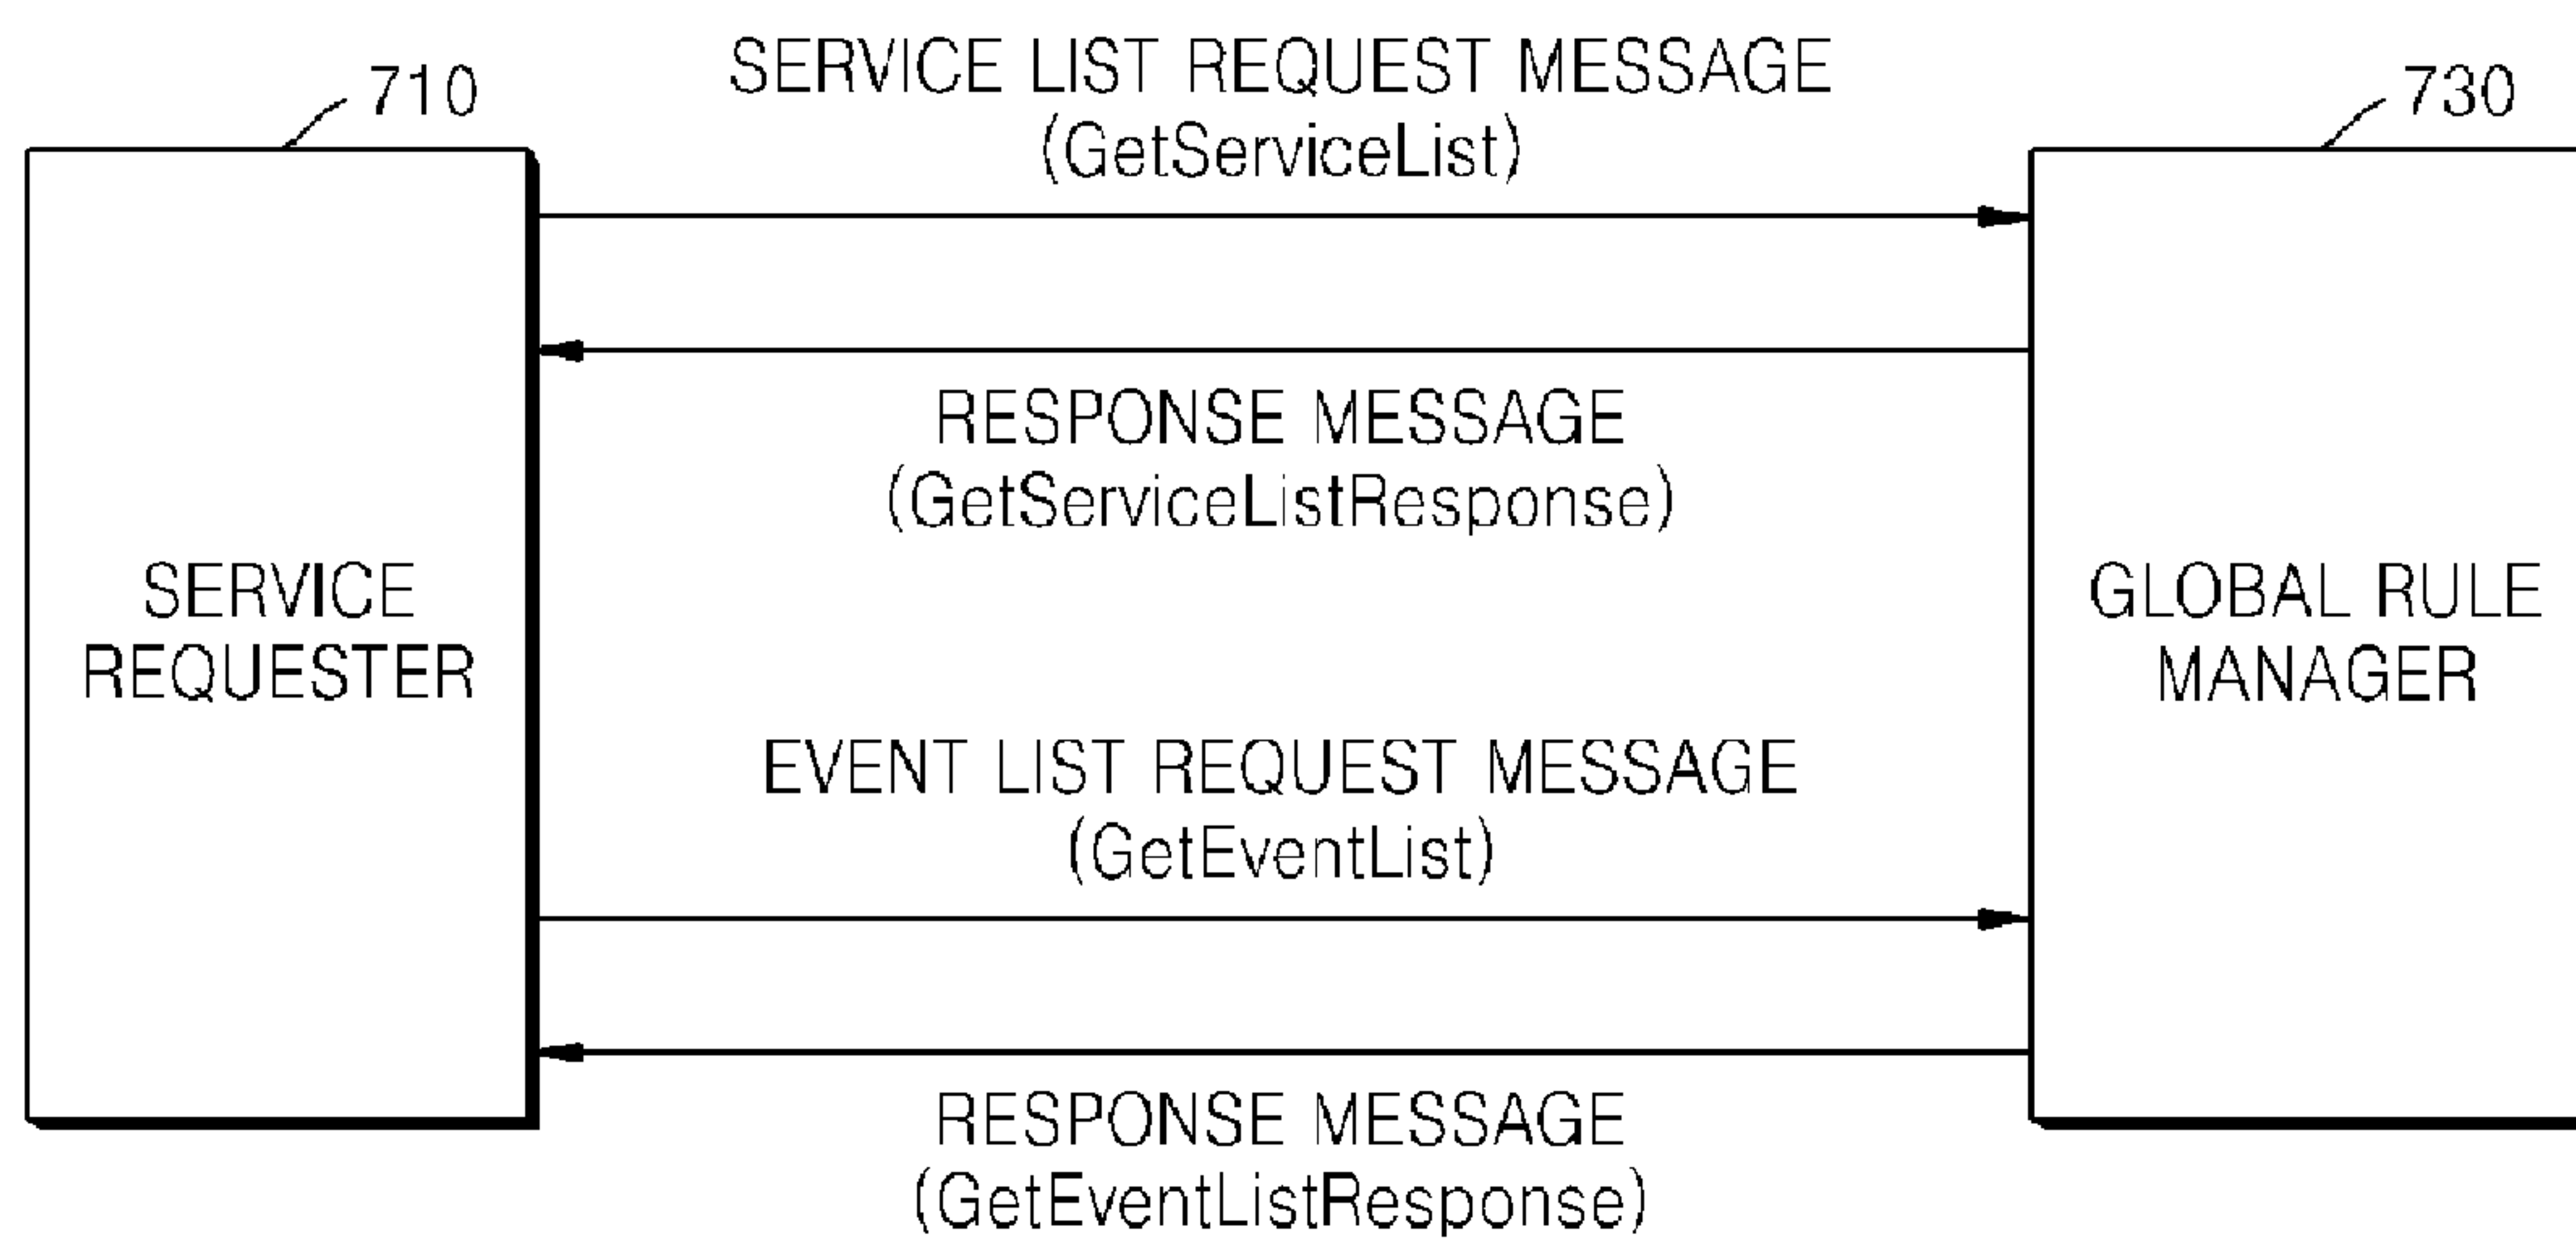 710
SERVICE LIST REQUEST MESSAGE
(GetServiceList)
730
RESPONSE MESSAGE
(GetServiceListResponse)
SERVICE
REQUESTER
GLOBAL RULE
MANAGER
EVENT LIST REQUEST MESSAGE
(GetEventList)
RESPONSE MESSAGE
(GetEventListResponse)